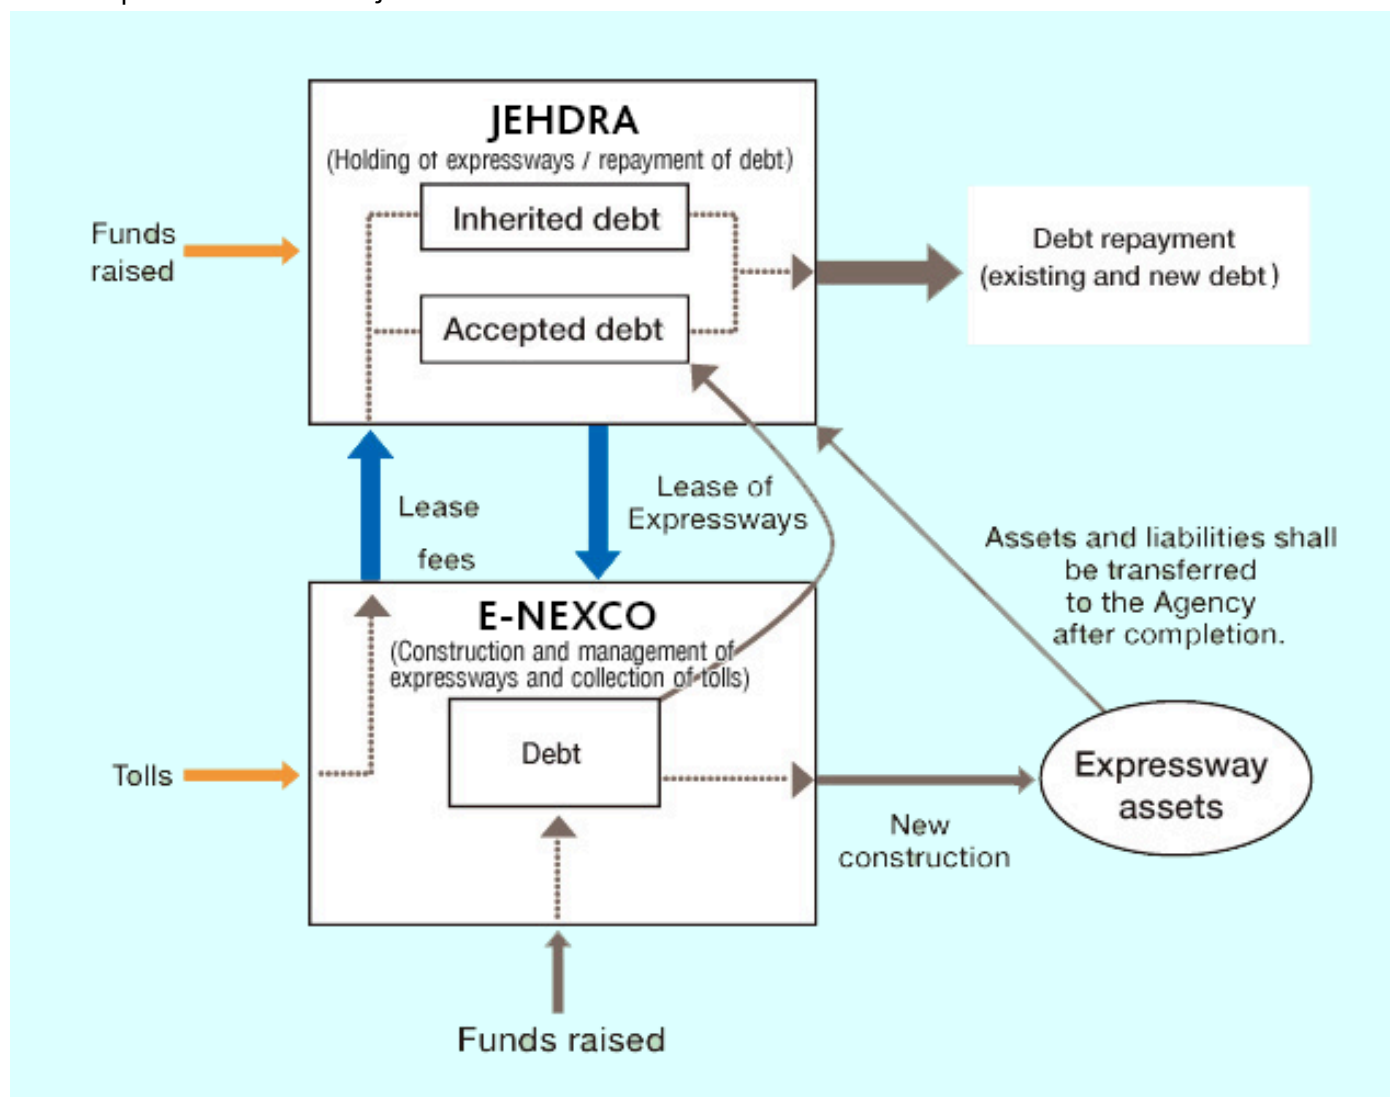 JEHDRA
(Holding of expressways / repayment of debt)
Inherited debt
Accepted debt
Funds
raised
Debt repayment
(existing and new debt)
Lease
fees
Lease of
Expressways
Assets and liabilities shall
be transferred
to the Agency
after completion.
E-NEXCO
(Construction and management of
expressways and collection of tolls)
Debt
Tolls
New
construction
Expressway
assets
Funds raised